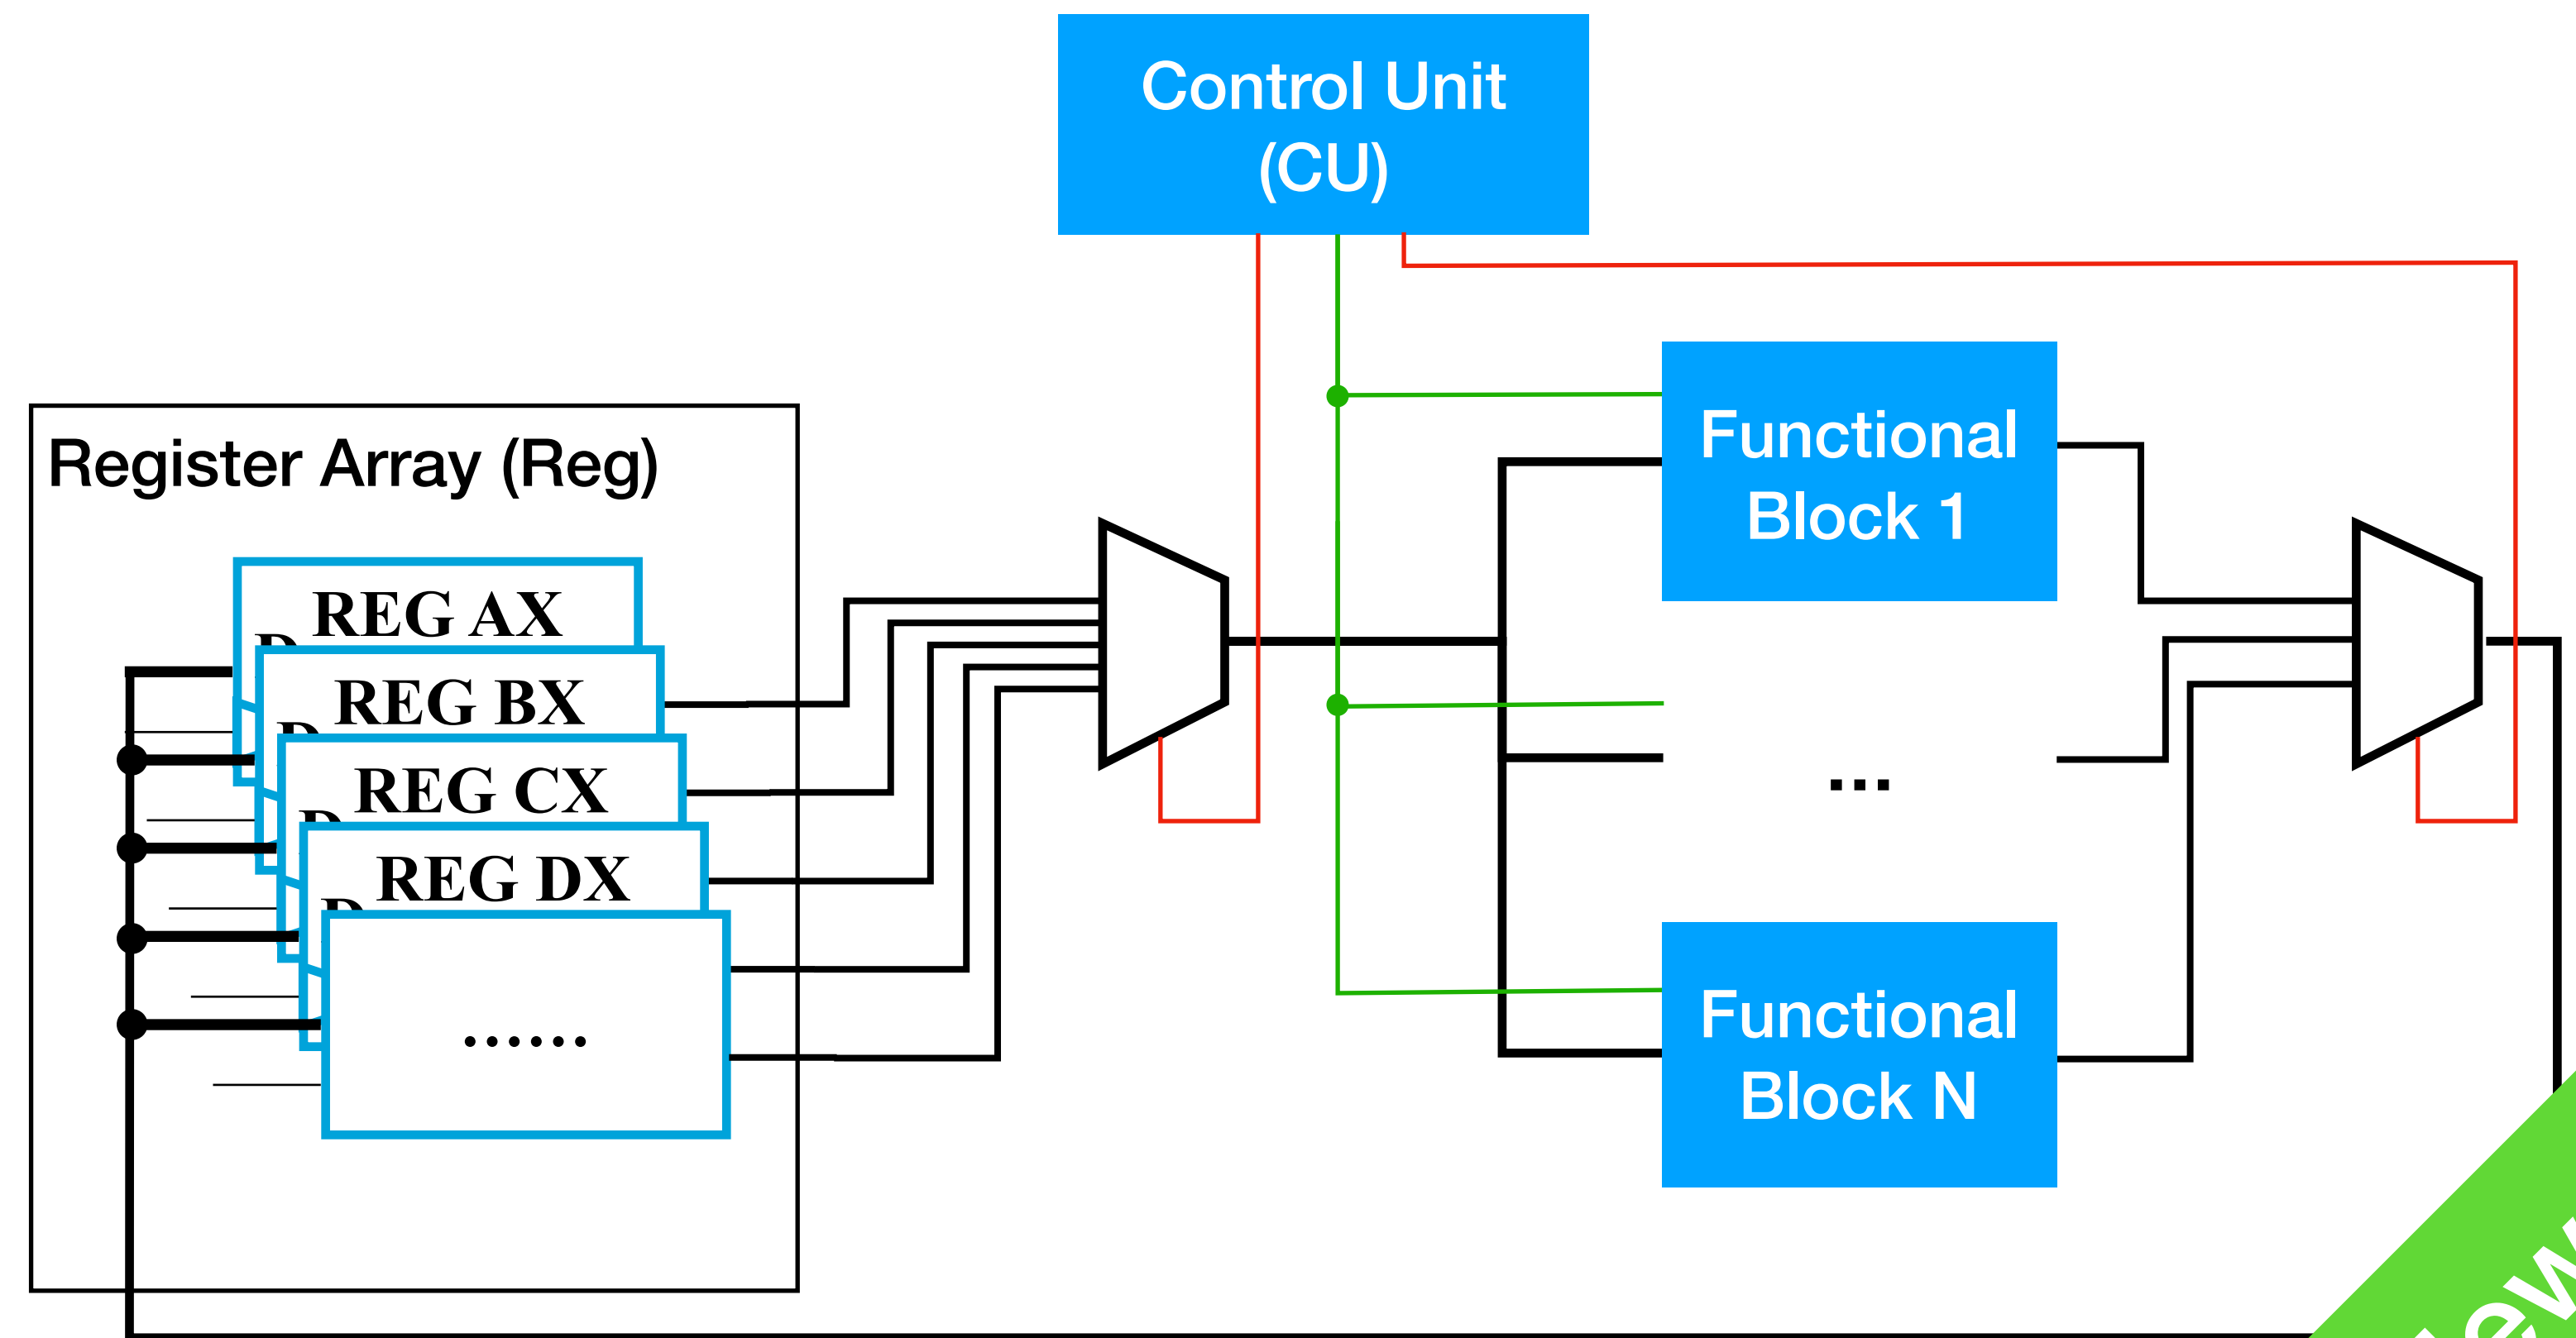 Control Unit
(CU)
Register Array (Reg)
Functional
Block 1
REG AX
D
REG BX
D
REG CX
D
REG DX
D
...
......
Functional
Block N